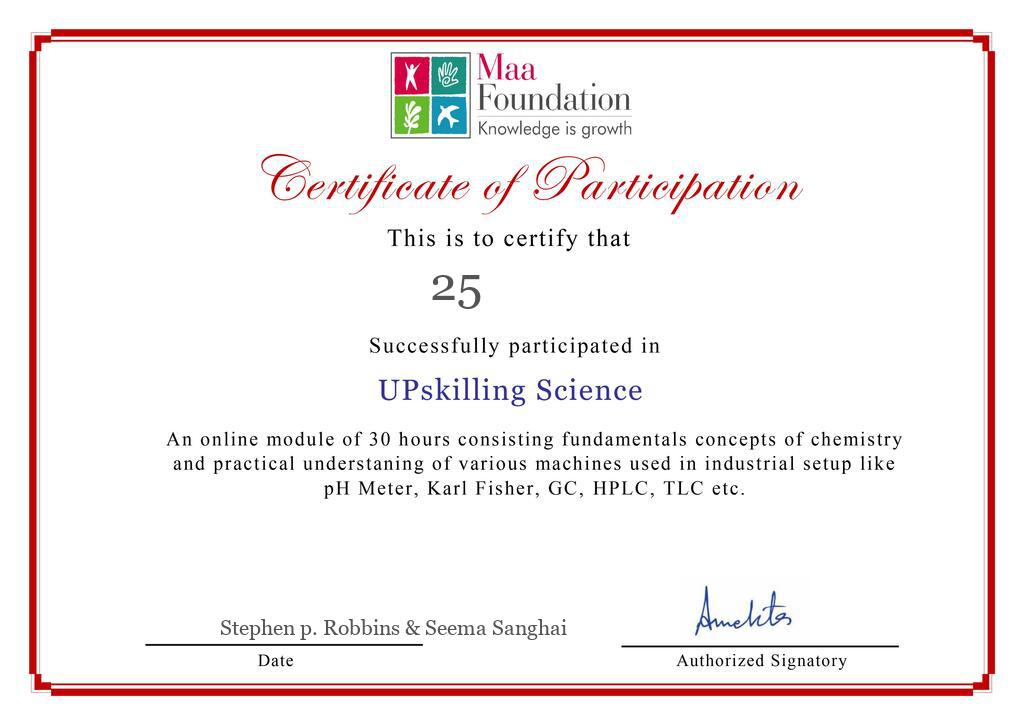 Maa
Foundation
Knowledge is growth
Certificate of Participation
This is to certify that
25
Successfully participated in
UPskilling Science
An online module of 30 hours consisting fundamentals concepts of chemistry
and practical understaning of various machines used in industrial setup like
pH Meter, Karl Fisher, GC, HPLC, TLC etc.
Stephen p. Robbins & Seema Sanghai
Date
Authorized Signatory